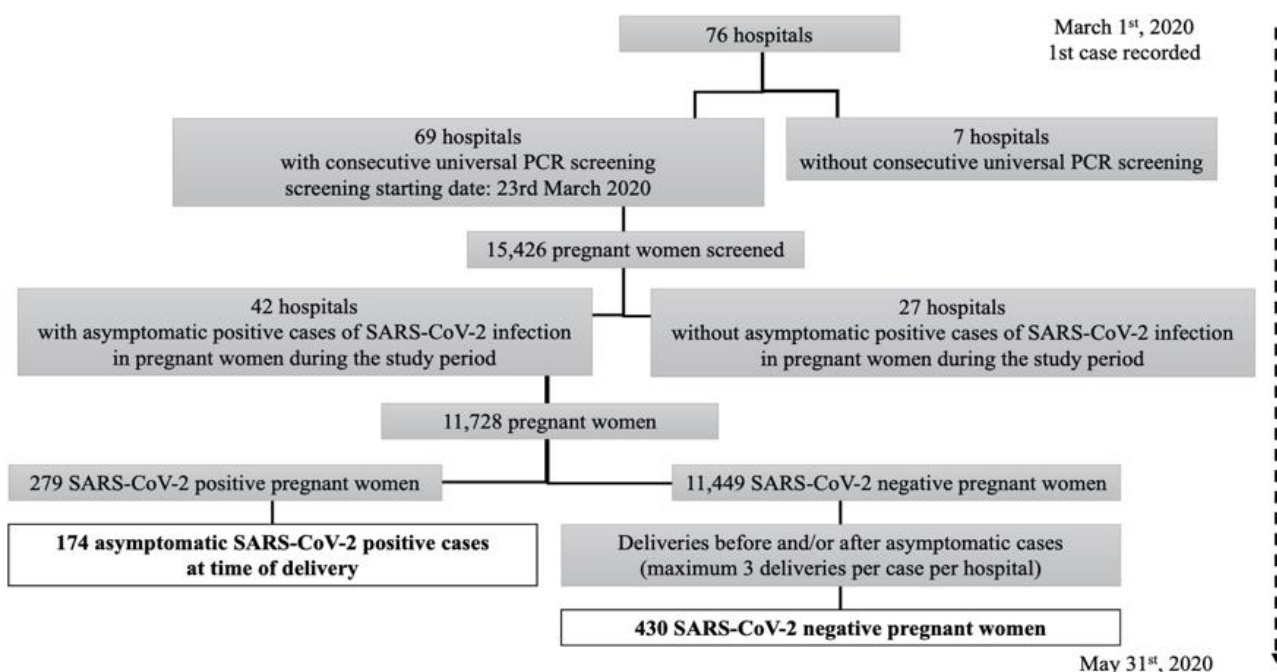 76 hospitals
March 1st, 2020
1st case recorded
69 hospitals
with consecutive universal PCR screening
screening starting date: 23rd March 2020
7 hospitals
without consecutive universal PCR screening
15,426 pregnant women screened
42 hospitals
with asymptomatic positive cases of SARS-CoV-2 infection
in pregnant women during the study period
27 hospitals
without asymptomatic positive cases of SARS-CoV-2 infection
in pregnant women during the study period
11,728 pregnant women
279 SARS-CoV-2 positive pregnant women
11,449 SARS-CoV-2 negative pregnant women
174 asymptomatic SARS-CoV-2 positive cases
at time of delivery
Deliveries before and/or after asymptomatic cases
(maximum 3 deliveries per case per hospital)
430 SARS-CoV-2 negative pregnant women
May 31st, 2020